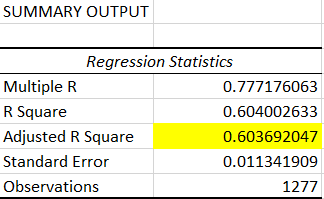 SUMMARY OUTPUT
Regression Statistics
Multiple R 0.777176063
R Square 0.604002633
Adjusted R Square 0.603692047
Standard Error 0.011341909
Observations 1277